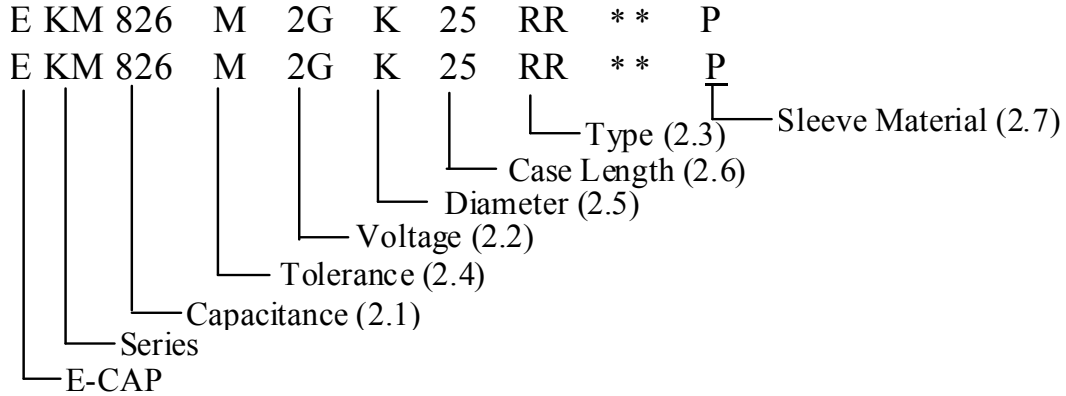 E KM 826 M 2G K 25 RR * * P
E KM 826 M 2G K 25 RR * * P
Sleeve Material (2.7)
Type (2.3)
Case Length (2.6)
Diameter (2.5)
Voltage (2.2)
Tolerance (2.4)
Capacitance (2.1)
Series
E-CAP